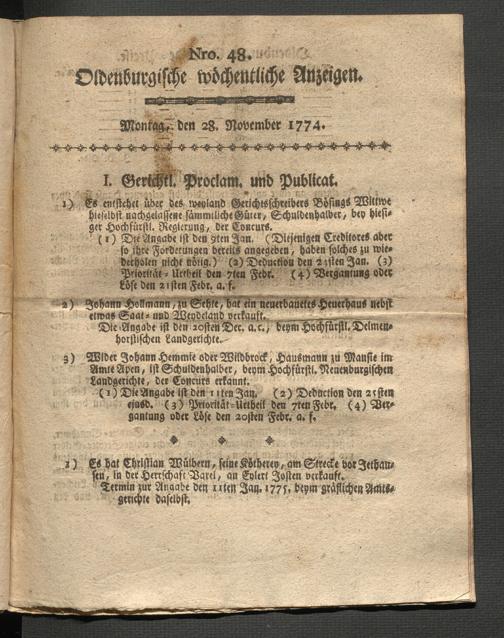 Nro. 48.
Oldenburgische wöchentliche Anzeigen.
Montag, den 28. November 1774.
I. Gerichtl. Proclam. und Publicat.
1) Es entstehet über des weyland Gerichtsschreibers Bösings Wittwe
hieselbst nachgelassene sämmtliche Güter, Schuldenhalber, bey hiesi-
ger Hochfürstl. Regierung, der Concurs.
(1) Die Angabe ist den 9ten Jan. (Diejenigen Creditores aber
so ihre Forderungen bereits angegeben, haben solches zu wie-
derholen nicht nöthig.) (2) Deduction den 24sten Jan. (3)
Priorität-Urtheil den 7ten Febr. (4) Vergantung oder
Löse den 21sten Febr. a. f.
2) Johann Hollmann, zu Sehte, hat ein neuerbauetes Heuerhaus nebst
etwas Saat- und Weydeland verkauft.
Die Angabe ist den 20sten Dec. a. c., beym Hochfürstl. Delmen-
horstischen Landgerichte.
3) Wider Johann Hemmie oder Wildbrock, Hausmann zu Mansie im
Amte Apen, ist Schuldenhalber, beym Hochfürstl. Neuenburgischen
Landgerichte, der Concurs erkannt.
(1) Die Angabe ist den 11ten Jan. (2) Deduction den 25sten
ejusd. (3) Priorität-Urtheil den 7ten Febr. (4) Ver-
gantung oder Löse den 20sten Febr. a. f.
1) Es hat Christian Wülbern, seine Kötherey, am Strecke vor Jethau-
sen, in der Herrschaft Varel, an Eylert Josten verkauft.
Termin zur Angabe den 11ten Jan. 1775. beym gräflichen Amts-
gerichte daselbst.